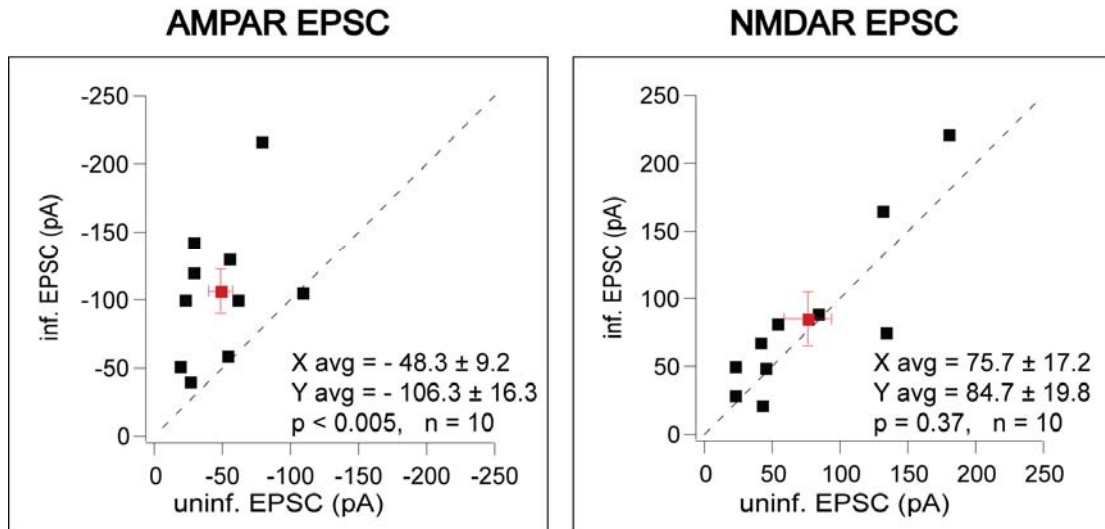 AMPAR EPSC
-250
-200
-150
-100
-50
0
inf. EPSC (pA)
X avg = - 48.3 ± 9.2
Y avg = - 106.3 ± 16.3
p < 0.005, n = 10
0 -50 -100 -150 -200 -250
uninf. EPSC (pA)
NMDAR EPSC
250
200
150
100
50
0
inf. EPSC (pA)
X avg = 75.7 ± 17.2
Y avg = 84.7 ± 19.8
p = 0.37, n = 10
0 50 100 150 200 250
uninf. EPSC (pA)